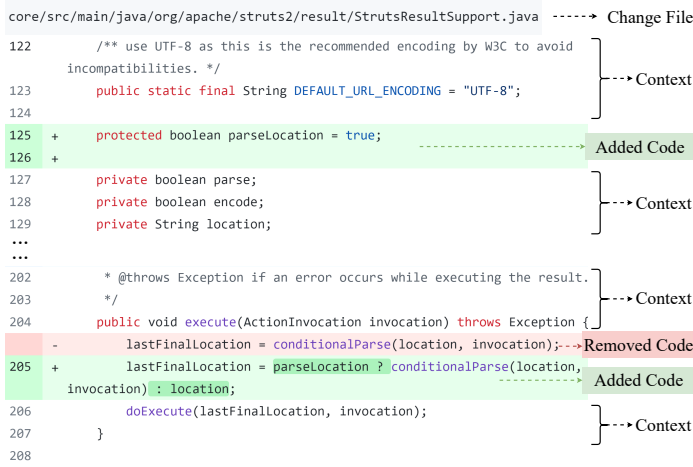 core/src/main/java/org/apache/struts2/result/StrutsResultSupport.java Change File
122 /** use UTF-8 as this is the recommended encoding by W3C to avoid
incompatibilities. */
Context
123 public static final String DEFAULT_URL_ENCODING = "UTF-8";
124
125 + protected boolean parseLocation = true;
Added Code
126 +
127 private boolean parse;
128 private boolean encode;
Context
129 private String location;
...
...
202 * @throws Exception if an error occurs while executing the result.
203 */
Context
204 public void execute(ActionInvocation invocation) throws Exception {
- lastFinalLocation = conditionalParse(location, invocation); Removed Code
205 + lastFinalLocation = parseLocation ? conditionalParse(location,
Added Code
invocation) : location;
206 doExecute(lastFinalLocation, invocation);
Context
207 }
208